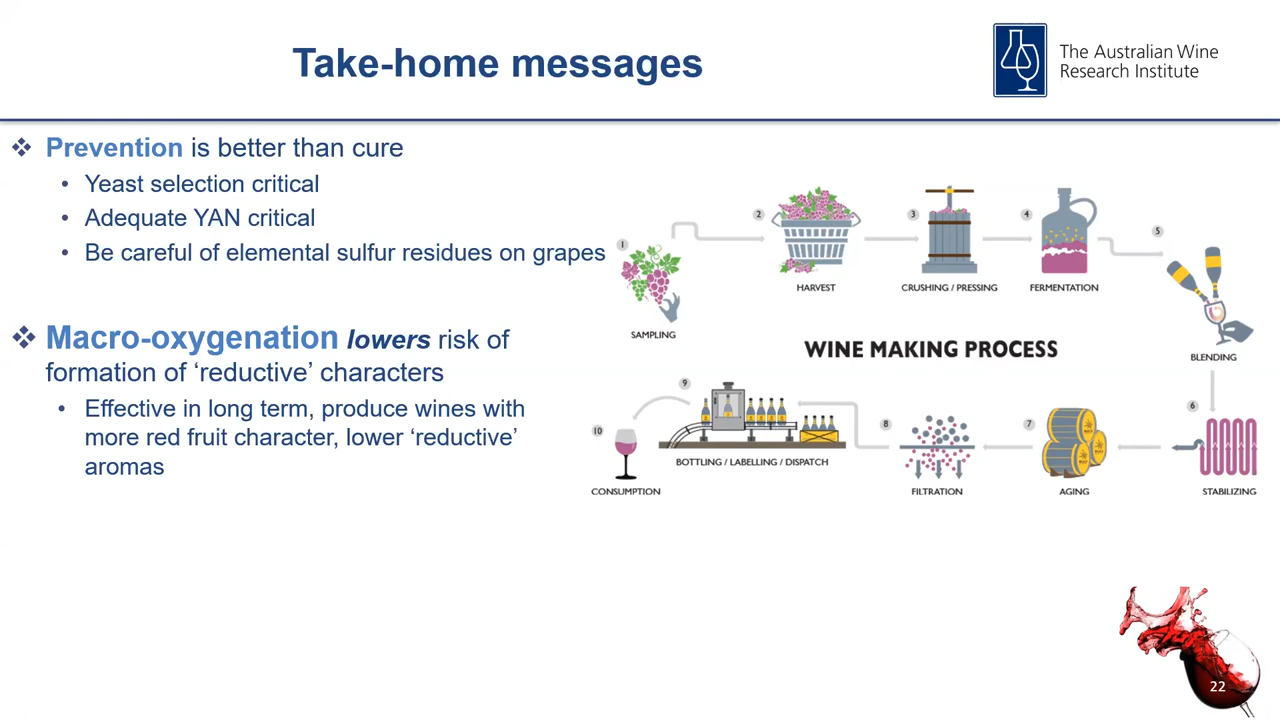 Take-home messages
The Australian Wine
Research Institute
❖ Prevention is better than cure
• Yeast selection critical
• Adequate YAN critical
• Be careful of elemental sulfur residues on grapes
❖ Macro-oxygenation lowers risk of
formation of ‘reductive’ characters
• Effective in long term, produce wines with
more red fruit character, lower ‘reductive’
aromas
1
SAMPLING
2
HARVEST
3
CRUSHING / PRESSING
4
FERMENTATION
5
BLENDING
WINE MAKING PROCESS
6
STABILIZING
7
AGING
8
FILTRATION
9
BOTTLING / LABELLING / DISPATCH
10
CONSUMPTION
22